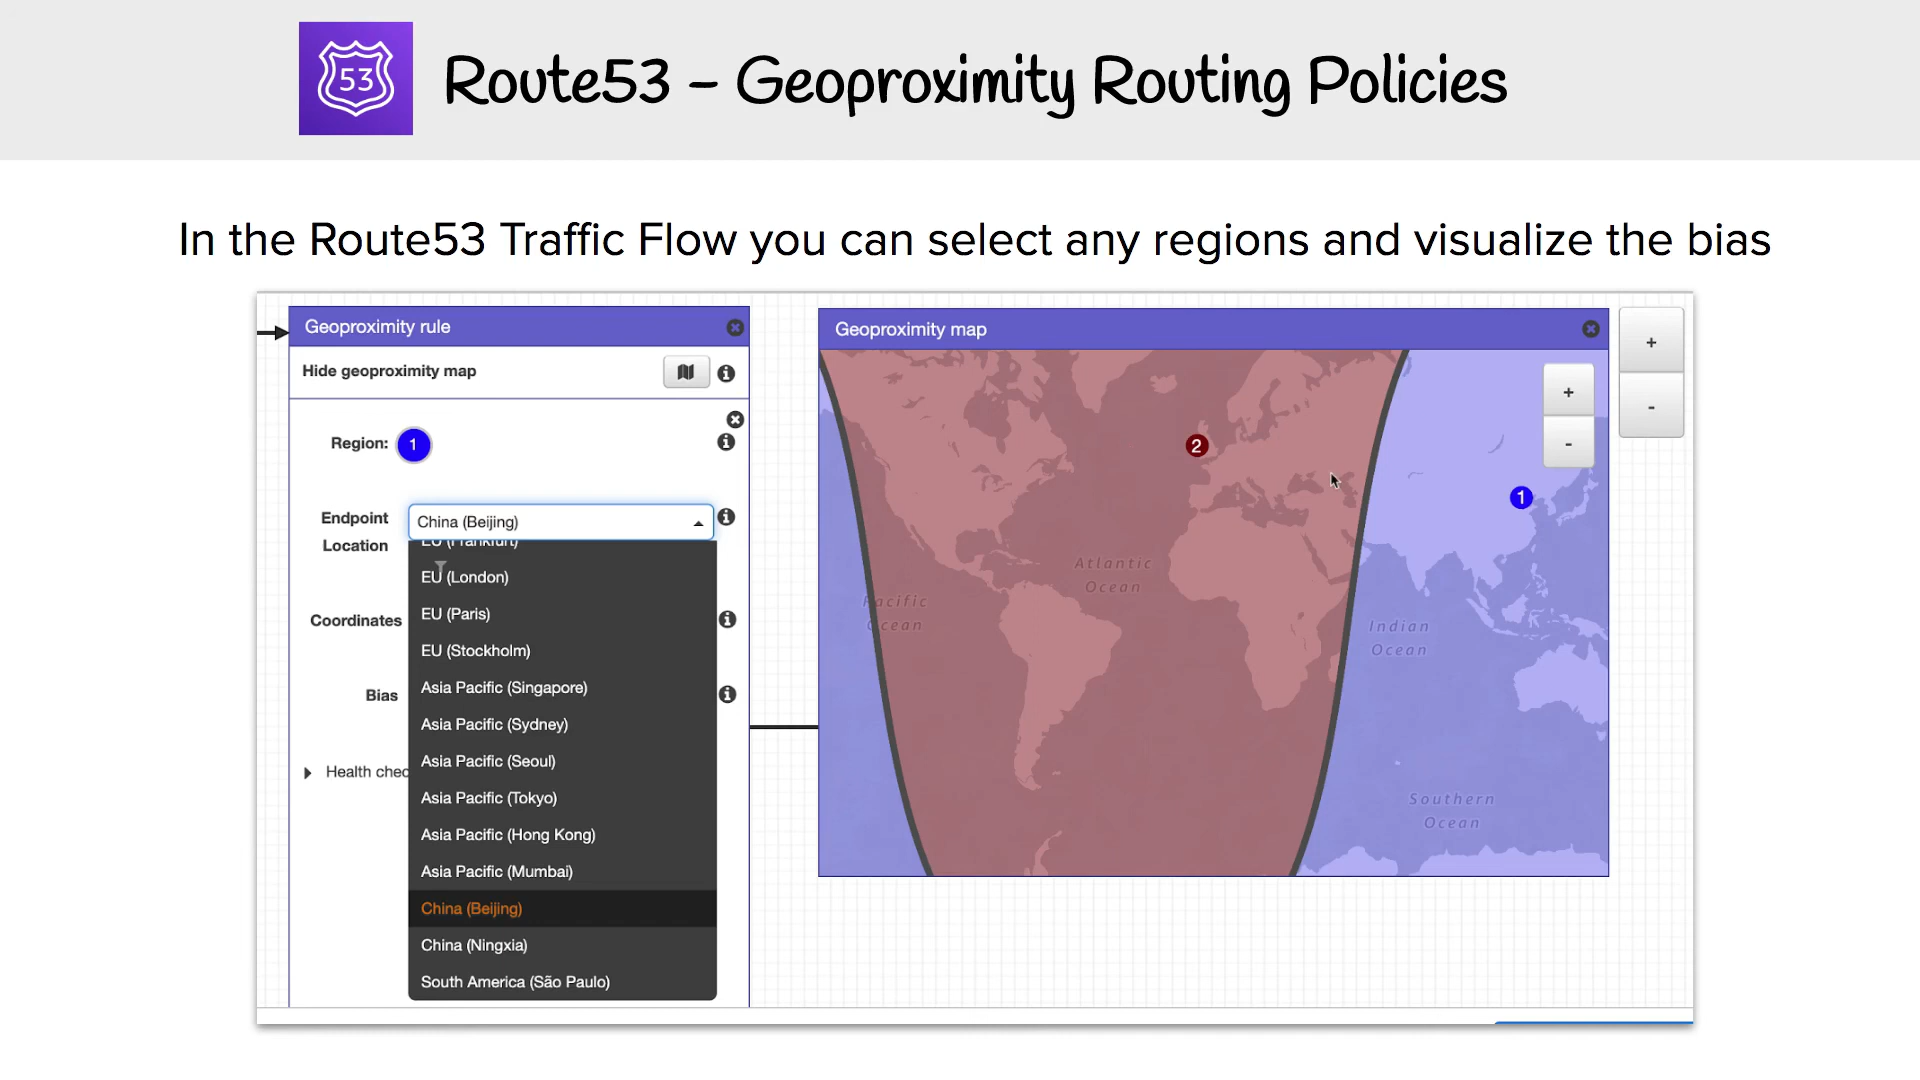 53
Route53 – Geoproximity Routing Policies
In the Route53 Traffic Flow you can select any regions and visualize the bias
Geoproximity rule
Hide geoproximity map
Region: 1
Endpoint
Location
China (Beijing)
EU (Frankfurt)
EU (London)
EU (Paris)
EU (Stockholm)
Asia Pacific (Singapore)
Asia Pacific (Sydney)
Asia Pacific (Seoul)
Asia Pacific (Tokyo)
Asia Pacific (Hong Kong)
Asia Pacific (Mumbai)
China (Beijing)
China (Ningxia)
South America (São Paulo)
Coordinates
Bias
Health chec
Geoproximity map
+
-
+
-
2
1
Atlantic
Ocean
Pacific
Ocean
Indian
Ocean
Southern
Ocean